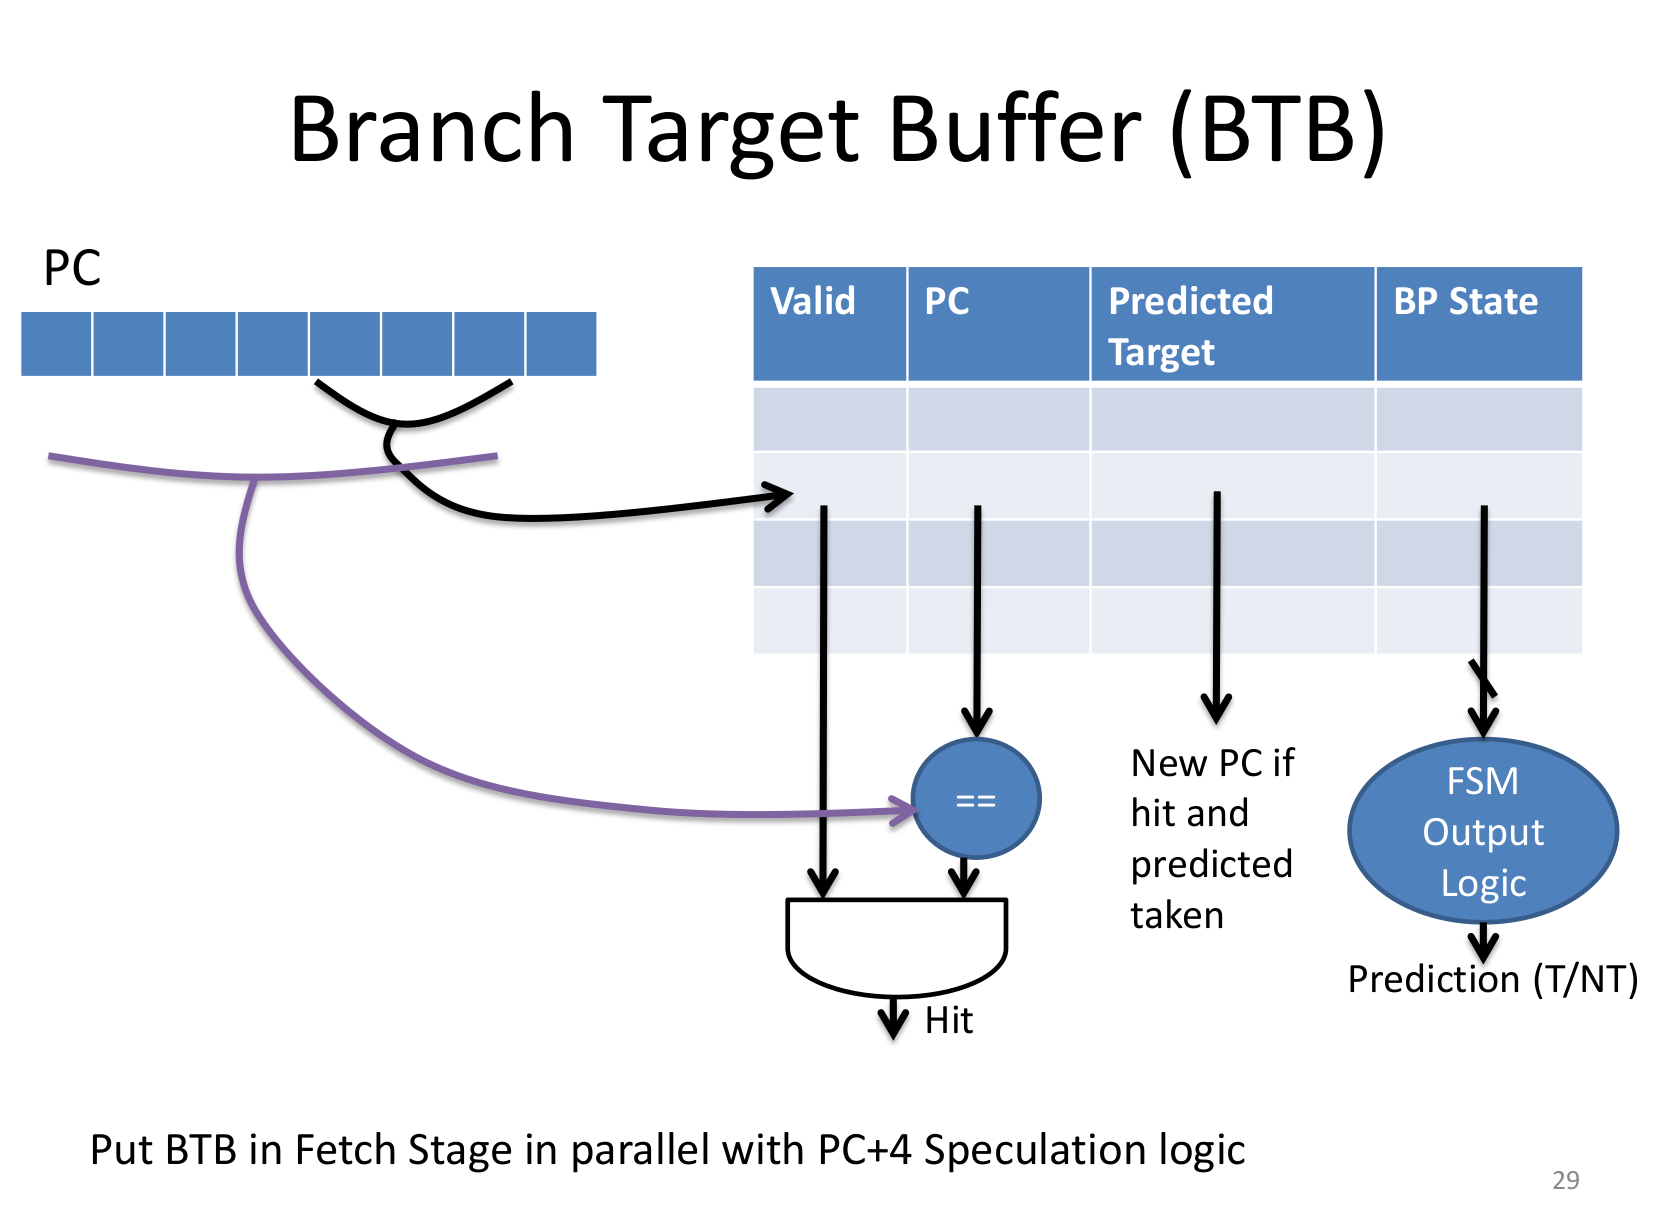 Branch Target Buffer (BTB)
PC
Valid
PC
Predicted
Target
BP State
==
New PC if
hit and
predicted
taken
FSM
Output
Logic
Prediction (T/NT)
Hit
Put BTB in Fetch Stage in parallel with PC+4 Speculation logic
29